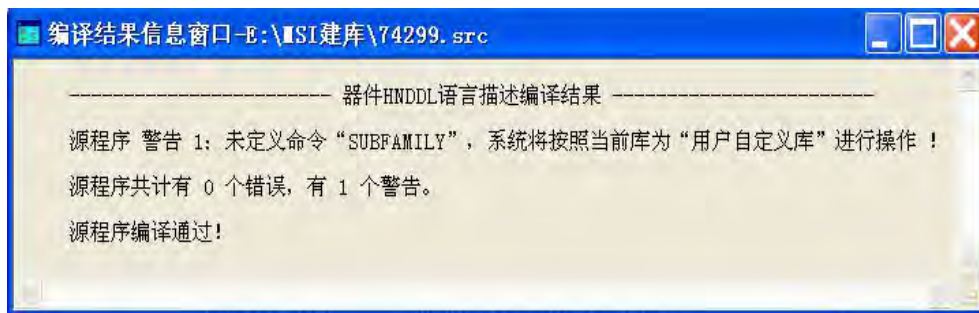 编译结果信息窗口-E:\MSI建库\74299.src
------------------------ 器件HNDDL语言描述编译结果 ------------------------
源程序 警告 1: 未定义命令“SUBFAMILY”, 系统将按照当前库为“用户自定义库”进行操作 !
源程序共计有 0 个错误, 有 1 个警告。
源程序编译通过!